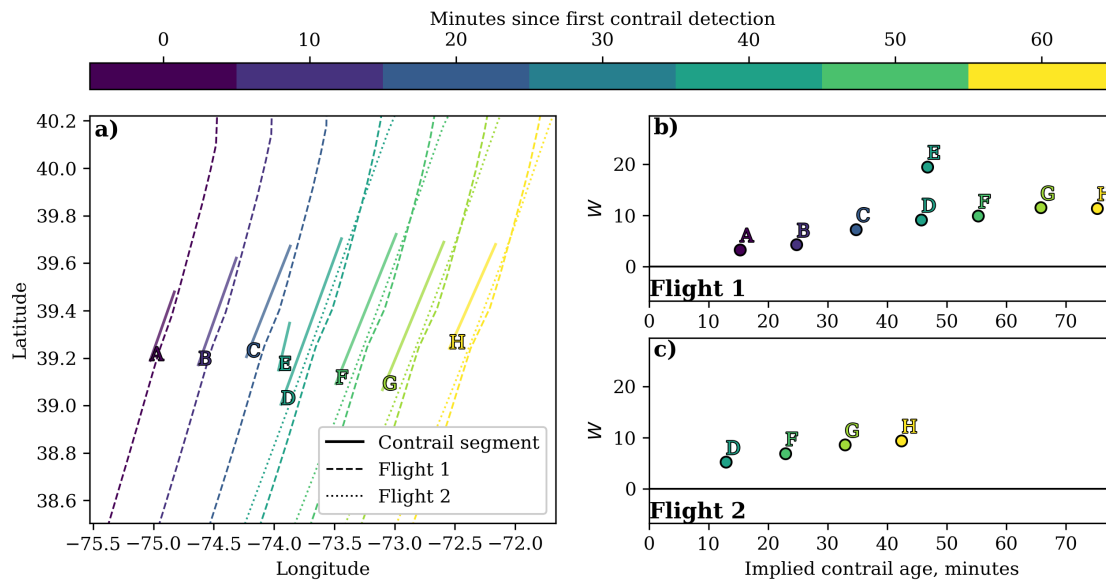 Minutes since first contrail detection
0 10 20 30 40 50 60
a)
40.2
40.0
39.8
39.6
39.4
39.2
39.0
38.8
38.6
Latitude
A
B
C
E
D
F
G
H
Contrail segment
Flight 1
Flight 2
−75.5 −75.0 −74.5 −74.0 −73.5 −73.0 −72.5 −72.0
Longitude
b)
20
10
0
W
A
B
C
E
D
F
G
H
Flight 1
0 10 20 30 40 50 60 70
c)
20
10
0
W
D
F
G
H
Flight 2
0 10 20 30 40 50 60 70
Implied contrail age, minutes